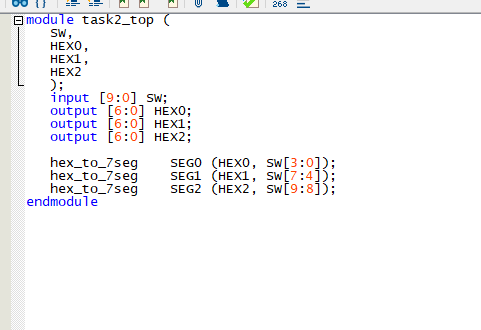 268
module task2_top (
SW,
HEX0,
HEX1,
HEX2
);
input [9:0] SW;
output [6:0] HEX0;
output [6:0] HEX1;
output [6:0] HEX2;
hex_to_7seg SEG0 (HEX0, SW[3:0]);
hex_to_7seg SEG1 (HEX1, SW[7:4]);
hex_to_7seg SEG2 (HEX2, SW[9:8]);
endmodule